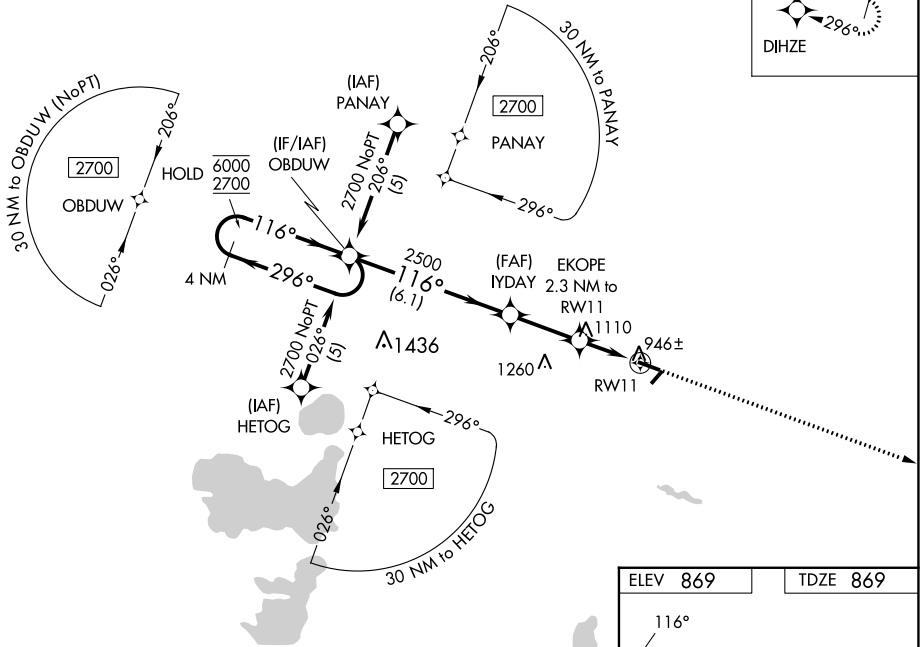 296°
DIHZE
30 NM to OBDUW (NoPT)
206°
2700
OBDUW
026°
HOLD
6000
2700
(IF/IAF)
OBDUW
(IAF)
PANAY
2700 NoPT
206°
(5)
206°
2700
PANAY
296°
30 NM to PANAY
116°
296°
4 NM
2500
116°
(6.1)
(FAF)
IYDAY
EKOPE
2.3 NM to
RW11
1110
946±
1260
RW11
1436
2700 NoPT
026°
(5)
(IAF)
HETOG
296°
HETOG
2700
026°
30 NM to HETOG
ELEV 869
TDZE 869
116°